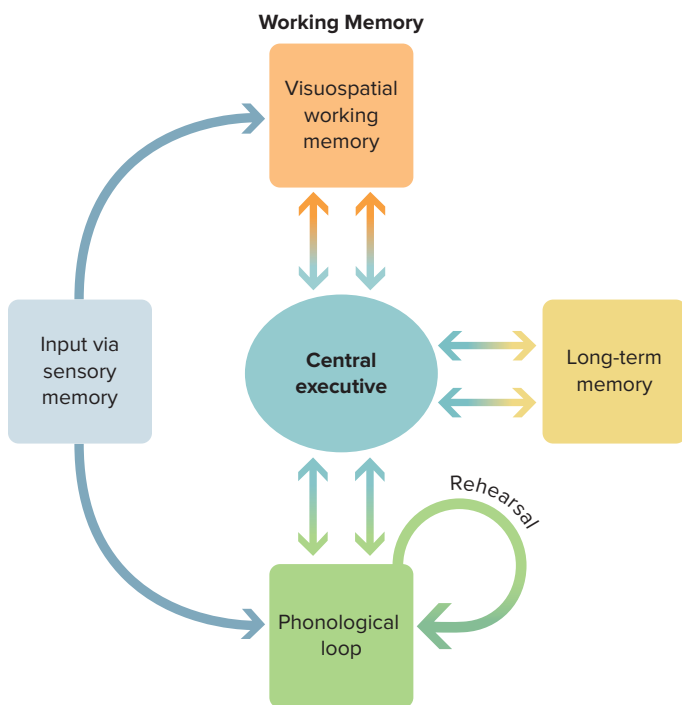 Working Memory
Visuospatial
working
memory
Input via
sensory
memory
Central
executive
Long-term
memory
Rehearsal
Phonological
loop